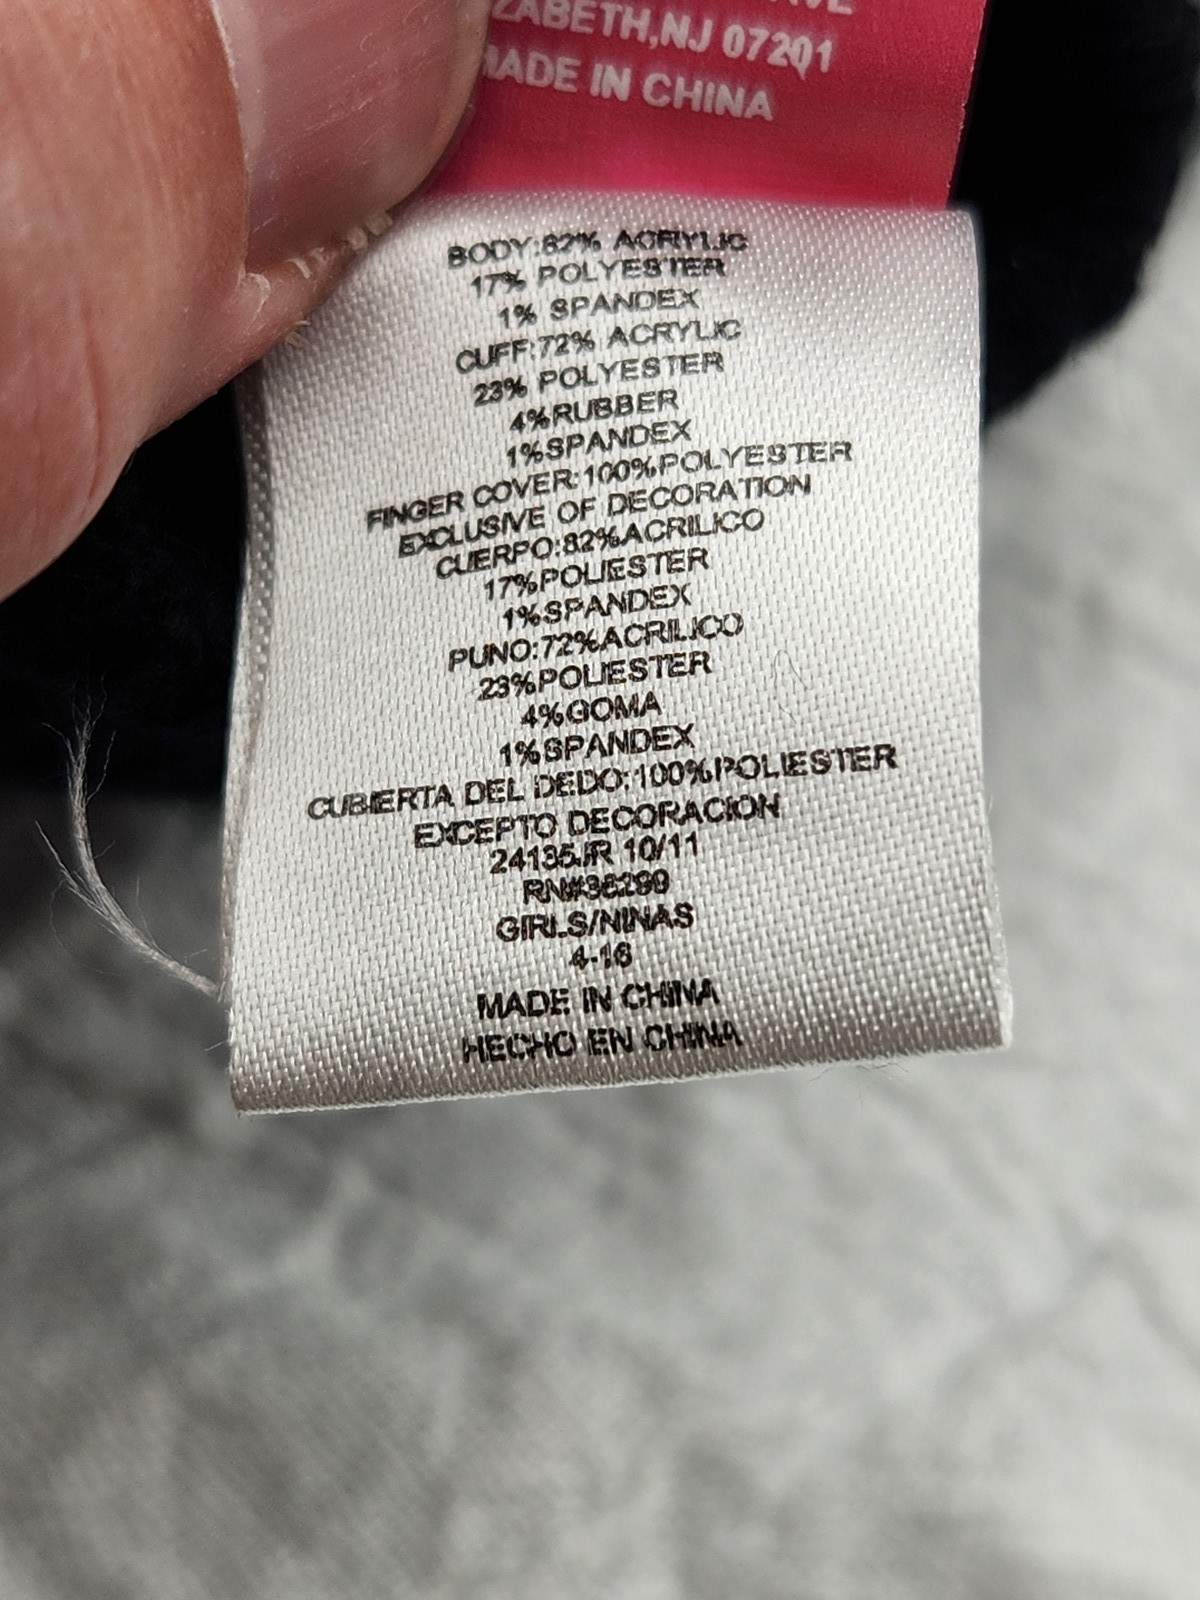 ZABETH,NJ 07201
MADE IN CHINA
BODY:82% ACRYLIC
17% POLYESTER
1% SPANDEX
CUFF:72% ACRYLIC
23% POLYESTER
4%RUBBER
1%SPANDEX
FINGER COVER:100%POLYESTER
EXCLUSIVE OF DECORATION
CUERPO:82%ACRILICO
17%POLIESTER
1%SPANDEX
PUNO:72%ACRILICO
23%POLIESTER
4%GOMA
1%SPANDEX
CUBIERTA DEL DEDO:100%POLIESTER
EXCEPTO DECORACION
24135JR 10/11
RN#36299
GIRLS/NINAS
4-16
MADE IN CHINA
HECHO EN CHINA